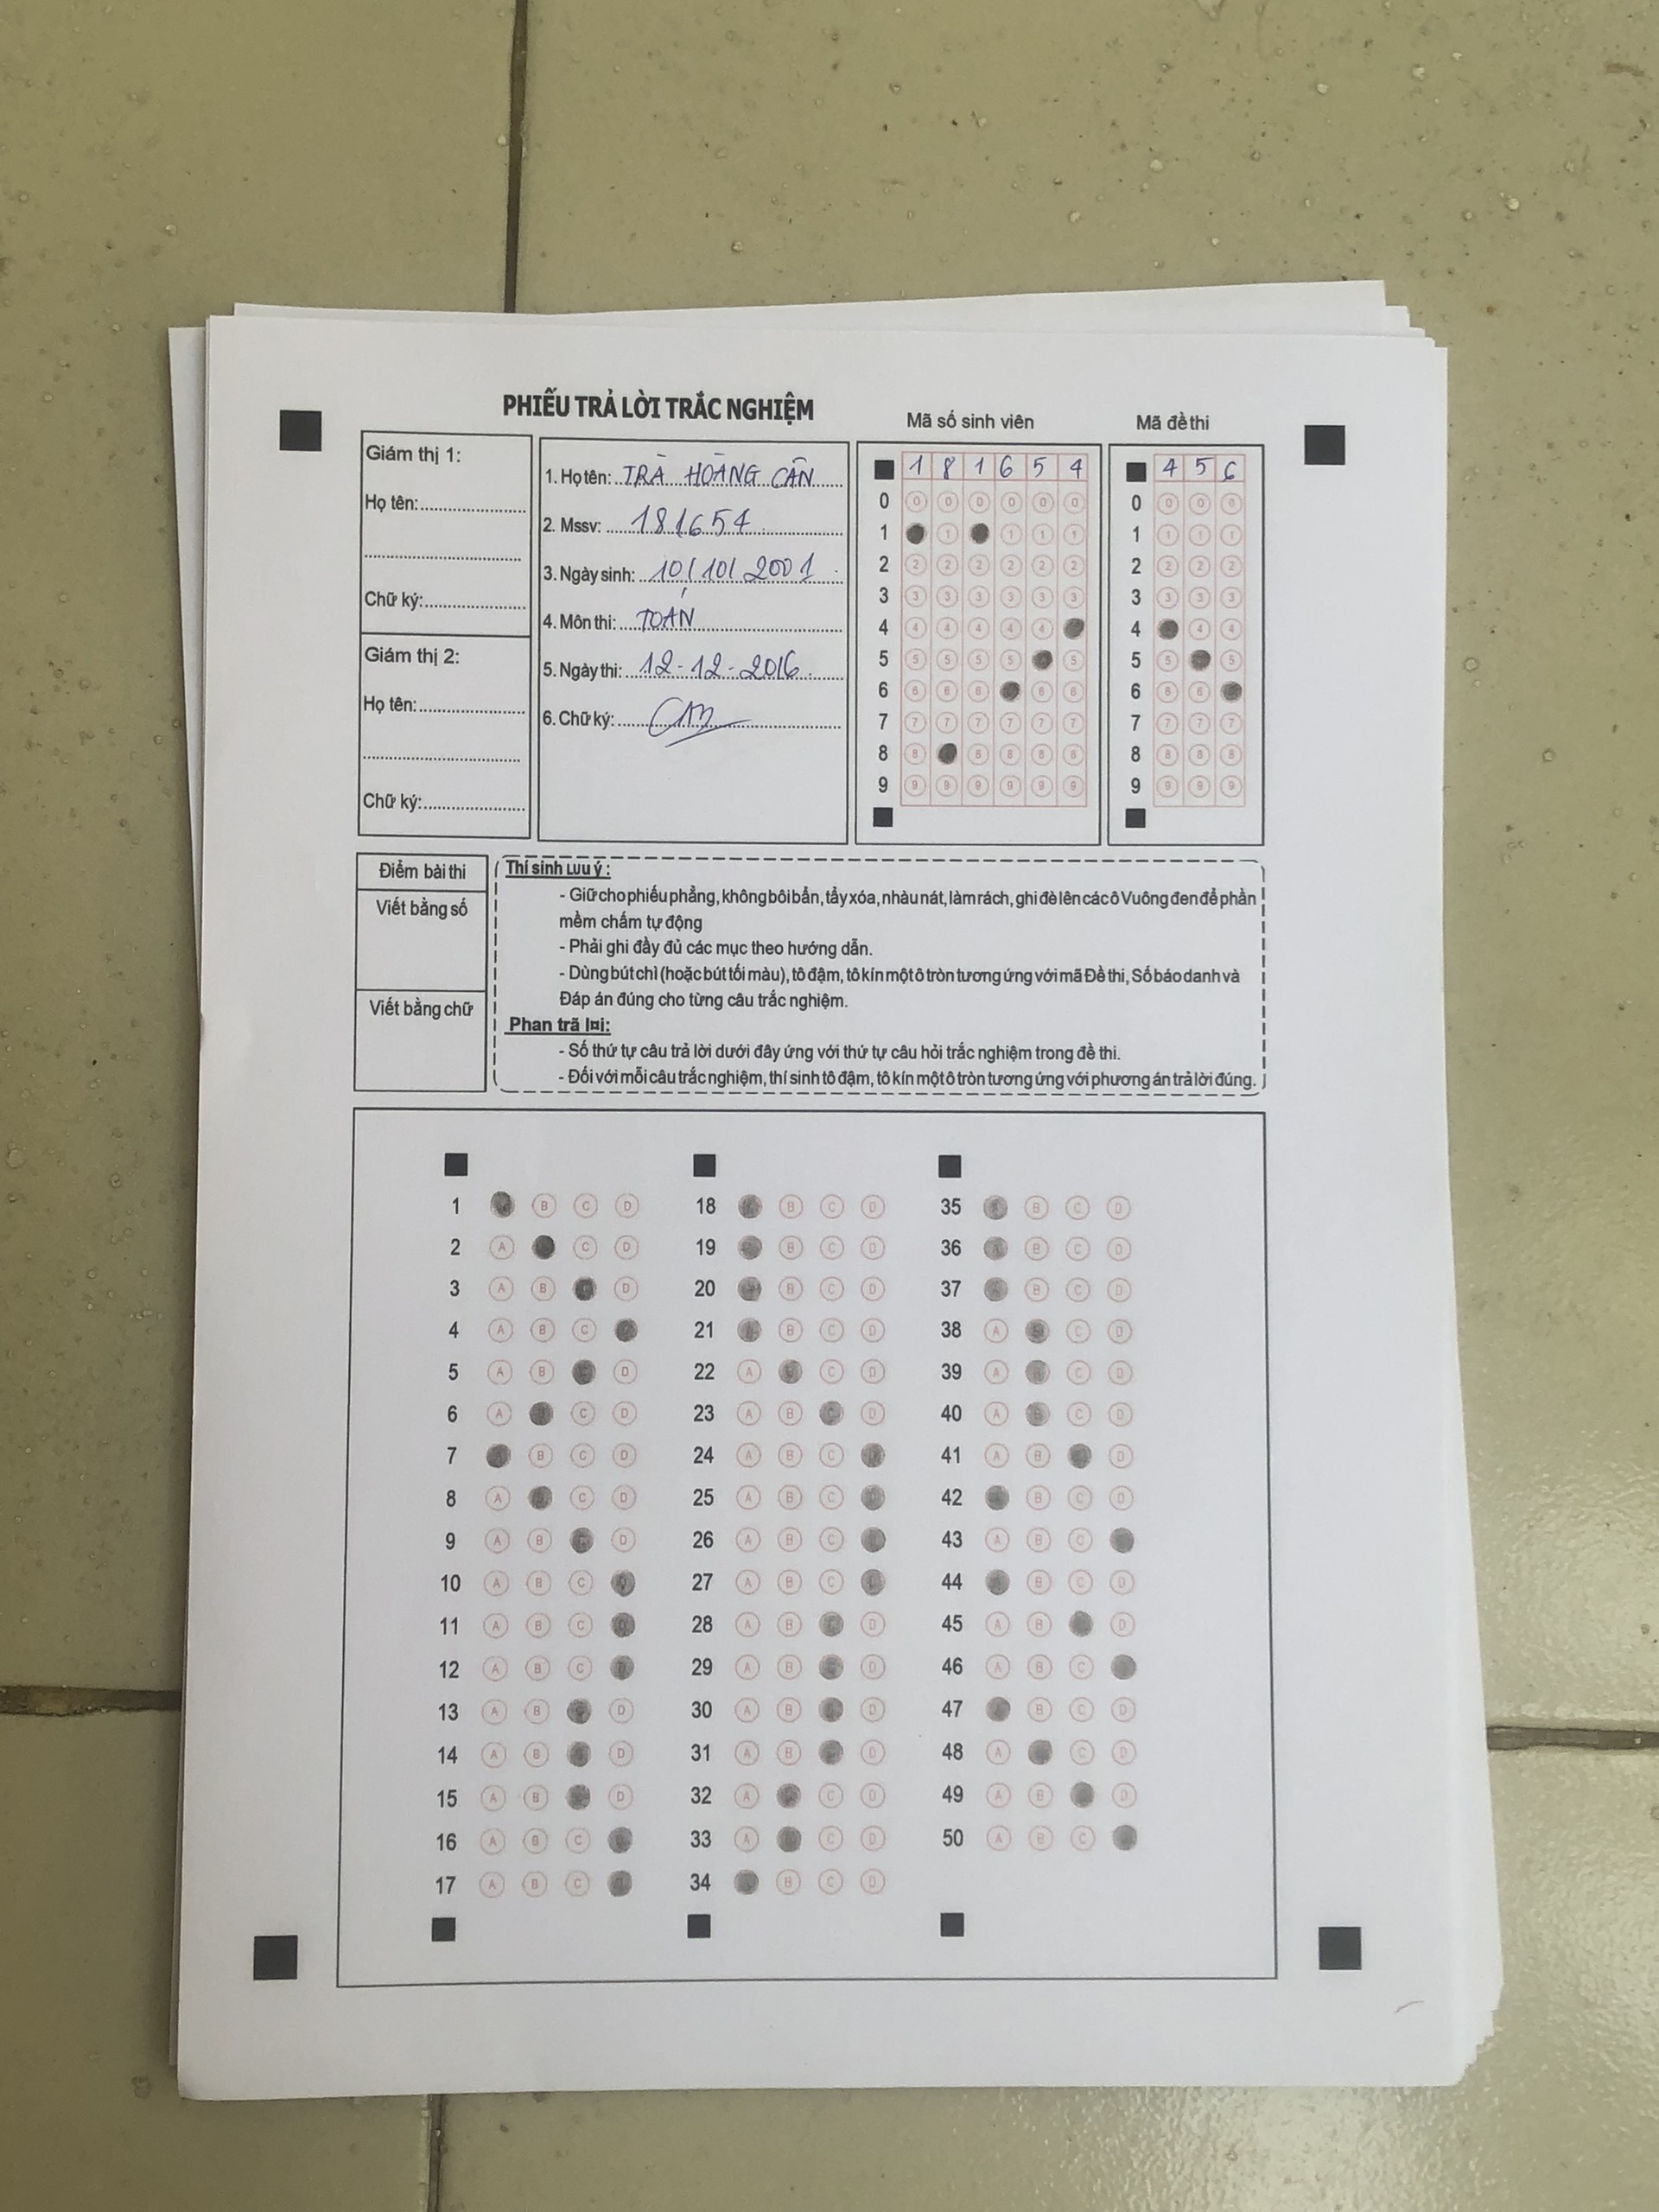 PHIẾU TRẢ LỜI TRẮC NGHIỆM
Mã số sinh viên
Mã đề thi
Giám thị 1:
Họ tên:
Chữ ký:
Giám thị 2:
Họ tên:
Chữ ký:
1. Họ tên: TRÀ HOÀNG CẦN
2. Mssv: 181654
3. Ngày sinh: 10/10/2001
4. Môn thi: TOÁN
5. Ngày thi: 12-12-2016
6. Chữ ký:
1 8 1 6 5 4
0 0 0 0 0 0 0
1 1 1 1 1
2 2 2 2 2 2 2
3 3 3 3 3 3 3
4 4 4 4 4 4
5 5 5 5 5 5
6 6 6 6 6 6
7 7 7 7 7 7 7
8 8 8 8 8 8
9 9 9 9 9 9 9
4 5 6
0 0 0 0
1 1 1 1
2 2 2 2
3 3 3 3
4 4 4
5 5 5
6 6 6
7 7 7 7
8 8 8 8
9 9 9 9
Điểm bài thi
Viết bằng số
Viết bằng chữ
Thí sinh Lưu ý :
- Giữ cho phiếu phẳng, không bôi bẩn, tẩy xóa, nhàu nát, làm rách, ghi đè lên các ô Vuông đen để phần
mềm chấm tự động
- Phải ghi đầy đủ các mục theo hướng dẫn.
- Dùng bút chì (hoặc bút tối màu), tô đậm, tô kín một ô tròn tương ứng với mã Đề thi, Số báo danh và
Đáp án đúng cho từng câu trắc nghiệm.
Phan trã l¤i:
- Số thứ tự câu trả lời dưới đây ứng với thứ tự câu hỏi trắc nghiệm trong đề thi.
- Đối với mỗi câu trắc nghiệm, thí sinh tô đậm, tô kín một ô tròn tương ứng với phương án trả lời đúng.
1 B C D
2 A C D
3 A B D
4 A B C
5 A B D
6 A C D
7 B C D
8 A C D
9 A B D
10 A B C
11 A B C
12 A B C
13 A B D
14 A B D
15 A B D
16 A B C
17 A B C
18 B C D
19 B C D
20 B C D
21 B C D
22 A C D
23 A B C D
24 A B C
25 A B C
26 A B C
27 A B C
28 A B D
29 A B D
30 A B D
31 A B D
32 A C D
33 A C D
34 B C D
35 B C D
36 B C D
37 B C D
38 A C D
39 A C D
40 A B C D
41 A B D
42 B C D
43 A B C
44 B C D
45 A B D
46 A B C
47 B C D
48 A C D
49 A B D
50 A B C